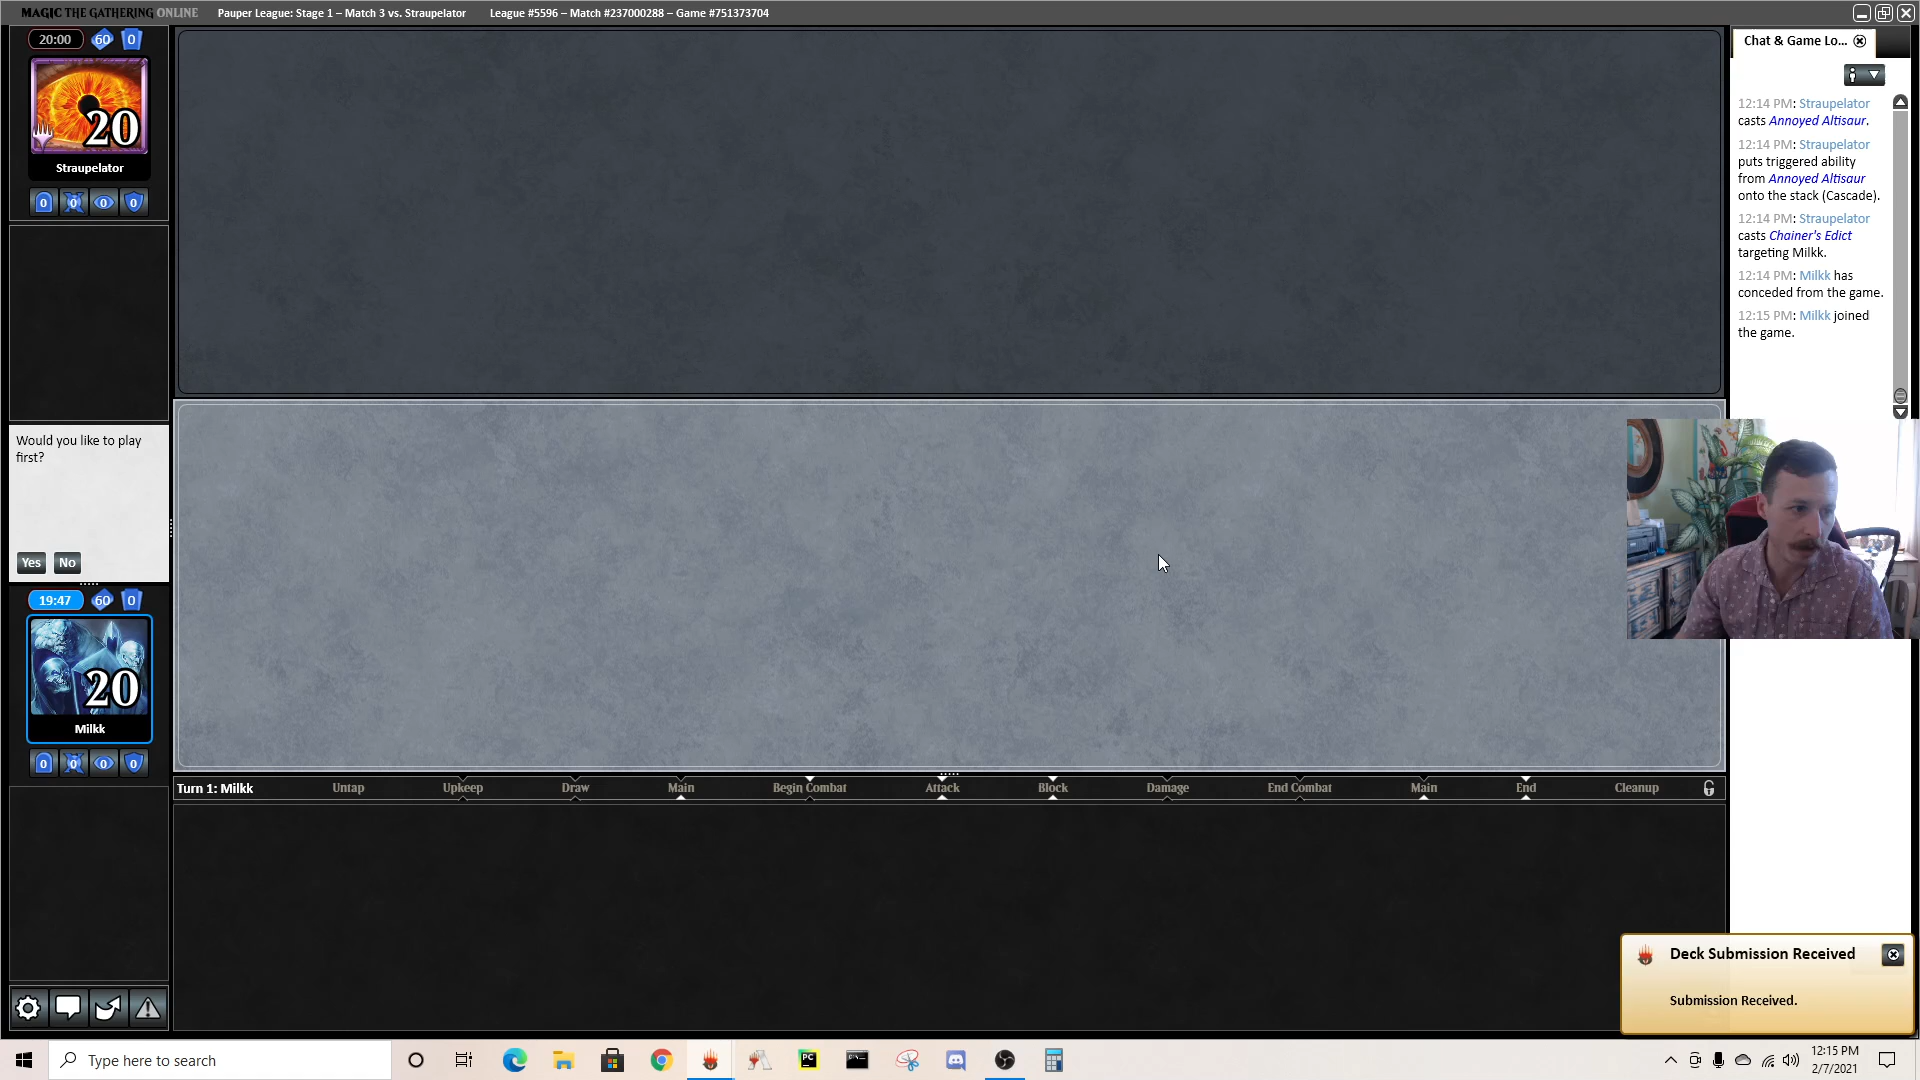 MAGIC THE GATHERING ONLINE
Pauper League: Stage 1 – Match 3 vs. Straupelator
League #5596 – Match #237000288 – Game #751373704
20:00
60
0
20
Straupelator
0
0
0
0
Would you like to play
first?
Yes
No
19:47
60
0
20
Milkk
0
0
0
0
Turn 1: Milkk
Untap
Upkeep
Draw
Main
Begin Combat
Attack
Block
Damage
End Combat
Main
End
Cleanup
Chat & Game Lo...
12:14 PM: Straupelator
casts Annoyed Altisaur.
12:14 PM: Straupelator
puts triggered ability
from Annoyed Altisaur
onto the stack (Cascade).
12:14 PM: Straupelator
casts Chainer's Edict
targeting Milkk.
12:14 PM: Milkk has
conceded from the game.
12:15 PM: Milkk joined
the game.
Deck Submission Received
Submission Received.
Type here to search
PC
12:15 PM
2/7/2021